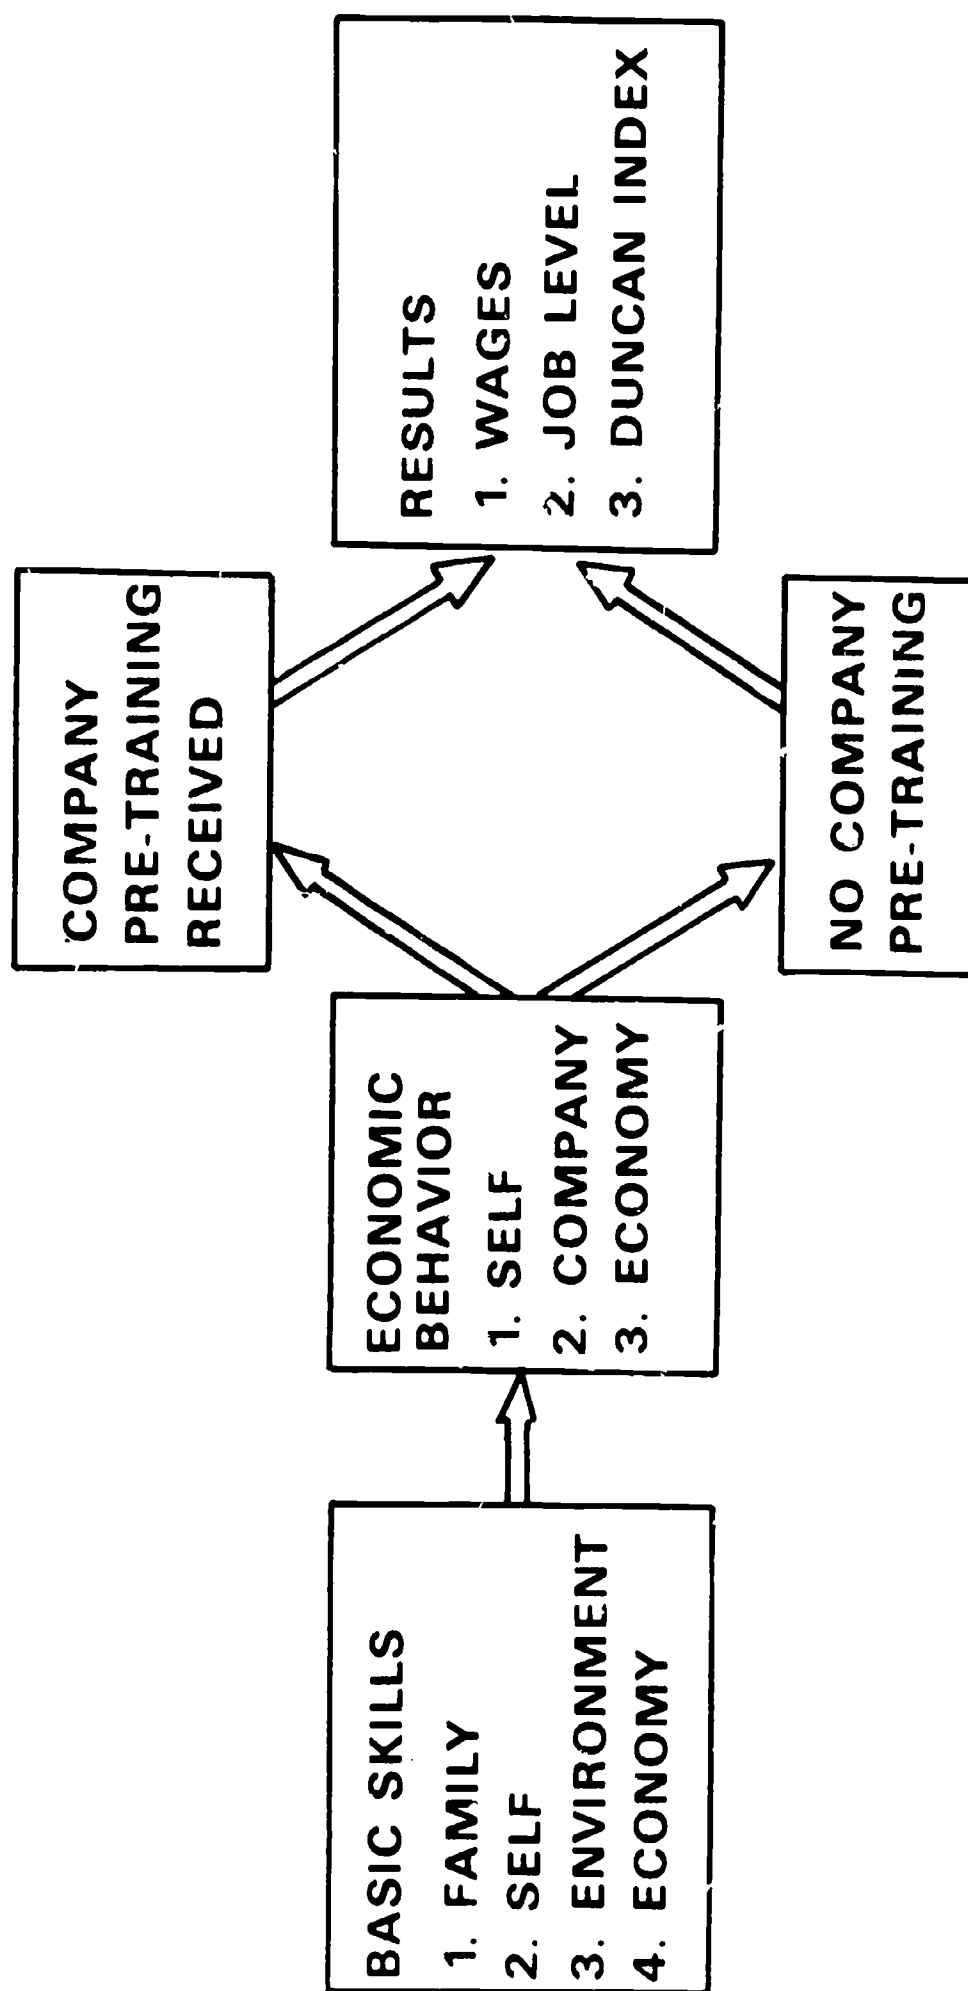 BASIC SKILLS
1. FAMILY
2. SELF
3. ENVIRONMENT
4. ECONOMY
ECONOMIC
BEHAVIOR
1. SELF
2. COMPANY
3. ECONOMY
COMPANY
PRE-TRAINING
RECEIVED
NO COMPANY
PRE-TRAINING
RESULTS
1. WAGES
2. JOB LEVEL
3. DUNCAN INDEX